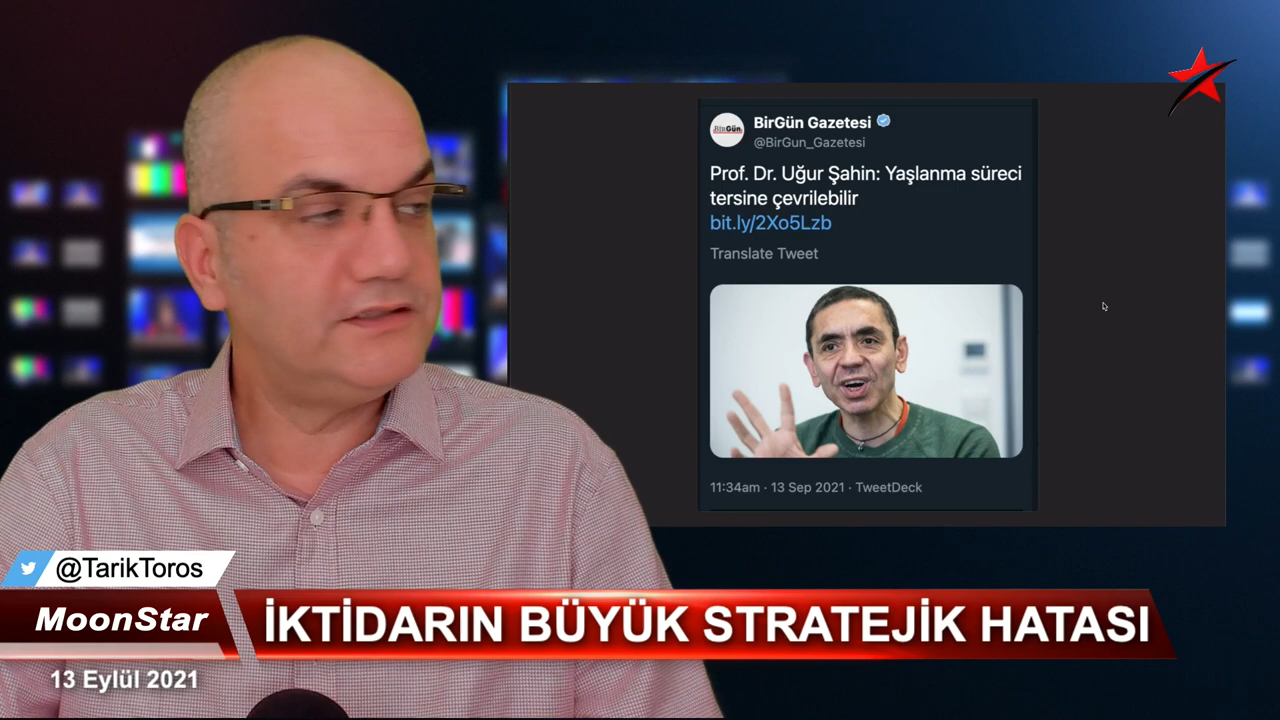 BirGün
BirGün Gazetesi
@BirGun_Gazetesi
Prof. Dr. Uğur Şahin: Yaşlanma süreci
tersine çevrilebilir
bit.ly/2Xo5Lzb
Translate Tweet
11:34am · 13 Sep 2021 · TweetDeck
@TarikToros
MoonStar
İKTİDARIN BÜYÜK STRATEJİK HATASI
13 Eylül 2021